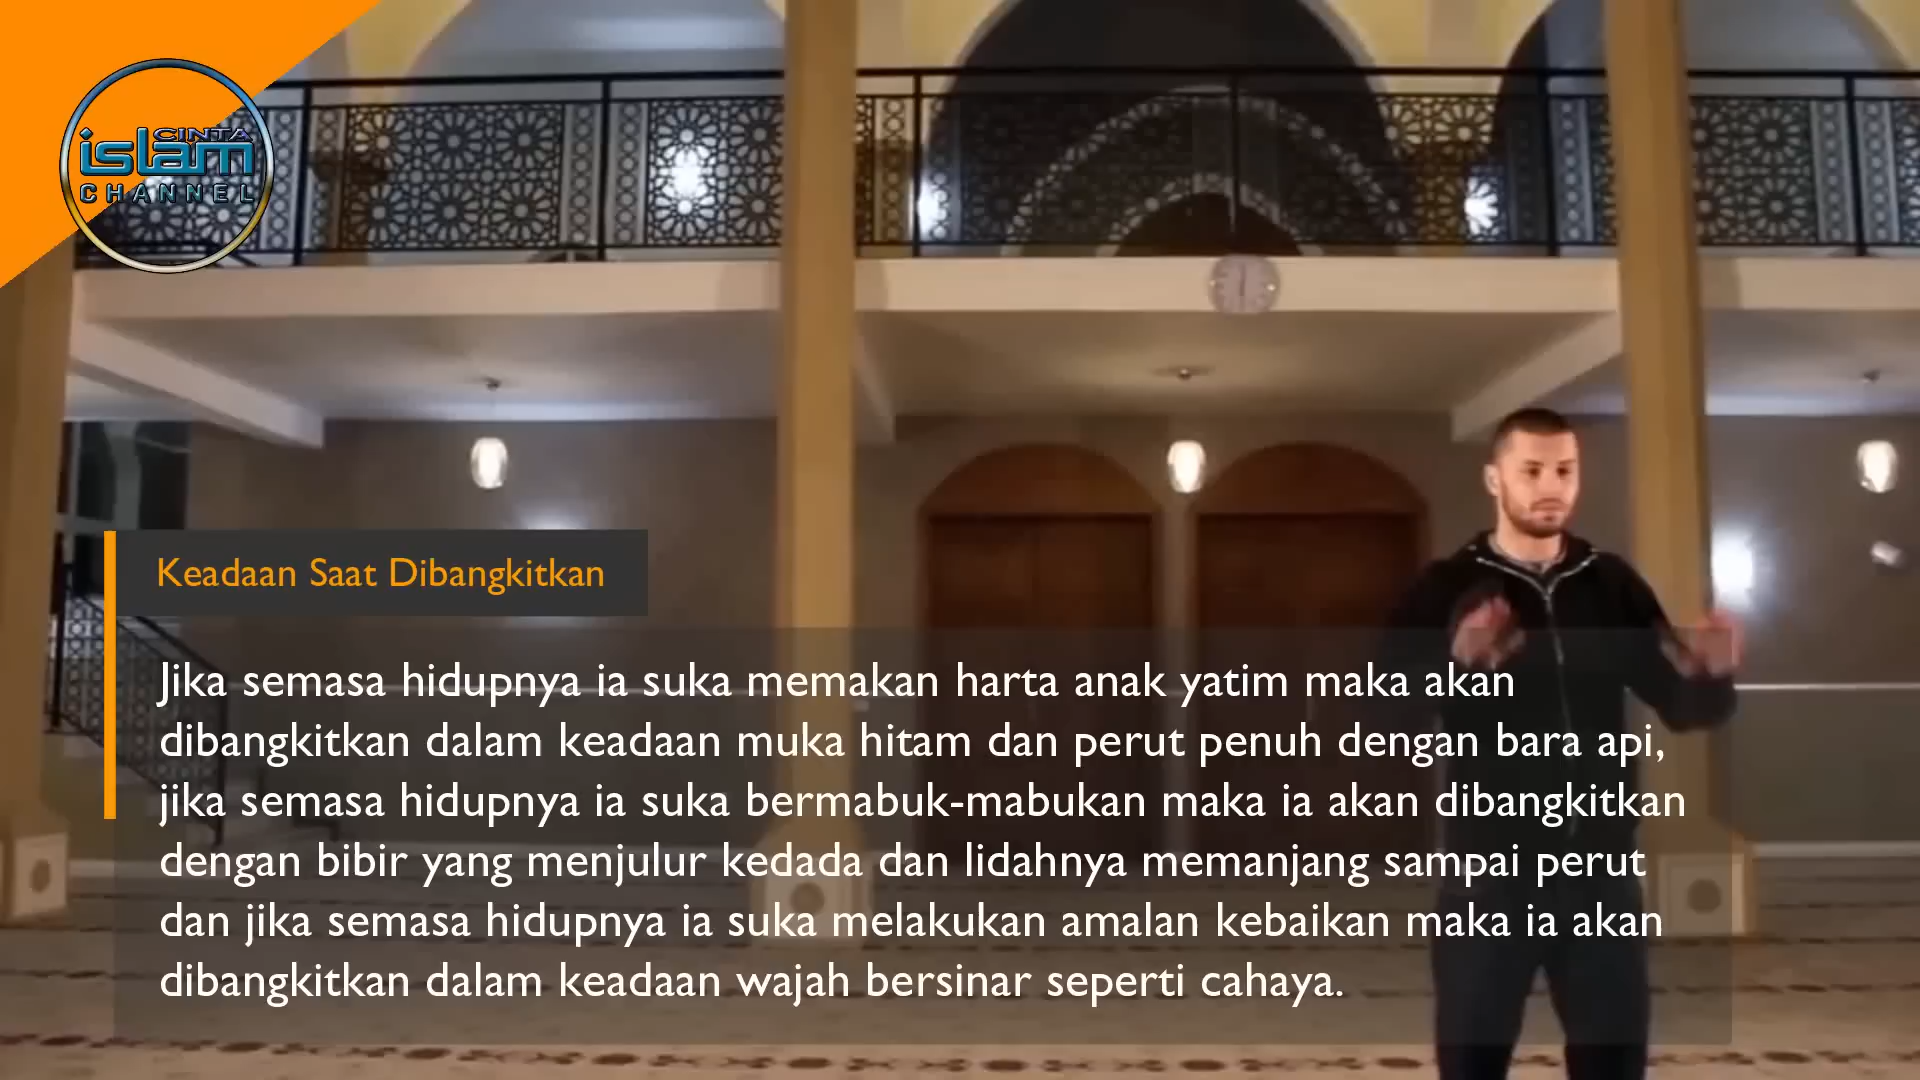 CINTA
islam
CHANNEL
Keadaan Saat Dibangkitkan
Jika semasa hidupnya ia suka memakan harta anak yatim maka akan
dibangkitkan dalam keadaan muka hitam dan perut penuh dengan bara api,
jika semasa hidupnya ia suka bermabuk-mabukan maka ia akan dibangkitkan
dengan bibir yang menjulur kedada dan lidahnya memanjang sampai perut
dan jika semasa hidupnya ia suka melakukan amalan kebaikan maka ia akan
dibangkitkan dalam keadaan wajah bersinar seperti cahaya.